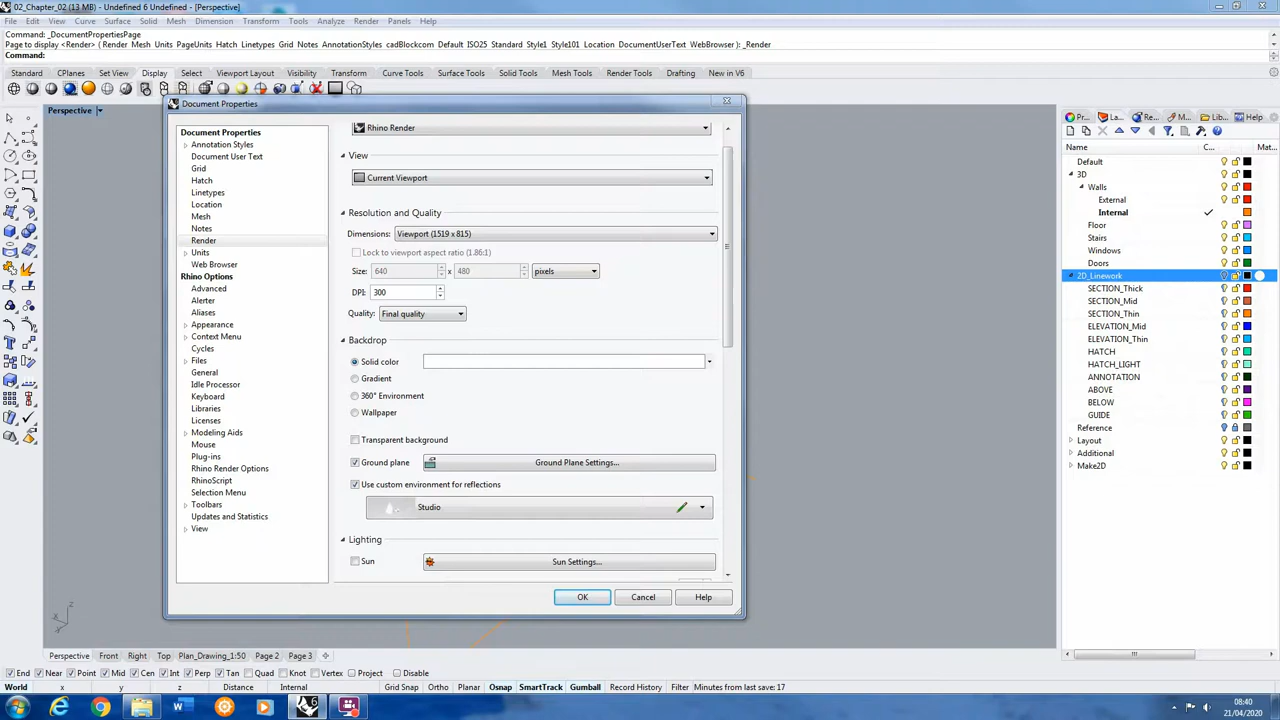 02_Chapter_02 (13 MB) - Undefined 6 Undefined - [Perspective]
File Edit View Curve Surface Solid Mesh Dimension Transform Tools Analyze Render Panels Help
Command: _DocumentPropertiesPage
Page to display <Render> ( Render Mesh Units PageUnits Hatch Linetypes Grid Notes AnnotationStyles cadBlockcom Default ISO25 Standard Style1 Style101 Location DocumentUserText WebBrowser ): _Render
Command:
Standard CPlanes Set View Display Select Viewport Layout Visibility Transform Curve Tools Surface Tools Solid Tools Mesh Tools Render Tools Drafting New in V6
Perspective
Document Properties
Document Properties
Annotation Styles
Document User Text
Grid
Hatch
Linetypes
Location
Mesh
Notes
Render
Units
Web Browser
Rhino Options
Advanced
Alerter
Aliases
Appearance
Context Menu
Cycles
Files
General
Idle Processor
Keyboard
Libraries
Licenses
Modeling Aids
Mouse
Plug-ins
Rhino Render Options
RhinoScript
Selection Menu
Toolbars
Updates and Statistics
View
Rhino Render
View
Current Viewport
Resolution and Quality
Dimensions: Viewport (1519 x 815)
Lock to viewport aspect ratio (1.86:1)
Size: 640 x 480 pixels
DPI: 300
Quality: Final quality
Backdrop
Solid color
Gradient
360° Environment
Wallpaper
Transparent background
Ground plane Ground Plane Settings...
Use custom environment for reflections
Studio
Lighting
Sun Sun Settings...
OK Cancel Help
Pr... La... Re... M... Lib... Help
Name C... Mat...
Default
3D
Walls
External
Internal
Floor
Stairs
Windows
Doors
2D_Linework
SECTION_Thick
SECTION_Mid
SECTION_Thin
ELEVATION_Mid
ELEVATION_Thin
HATCH
HATCH_LIGHT
ANNOTATION
ABOVE
BELOW
GUIDE
Reference
Layout
Additional
Make2D
z
x y
Perspective Front Right Top Plan_Drawing_1:50 Page 2 Page 3
End Near Point Mid Cen Int Perp Tan Quad Knot Vertex Project Disable
World x y z Distance Internal Grid Snap Ortho Planar Osnap SmartTrack Gumball Record History Filter Minutes from last save: 17
08:40
21/04/2020